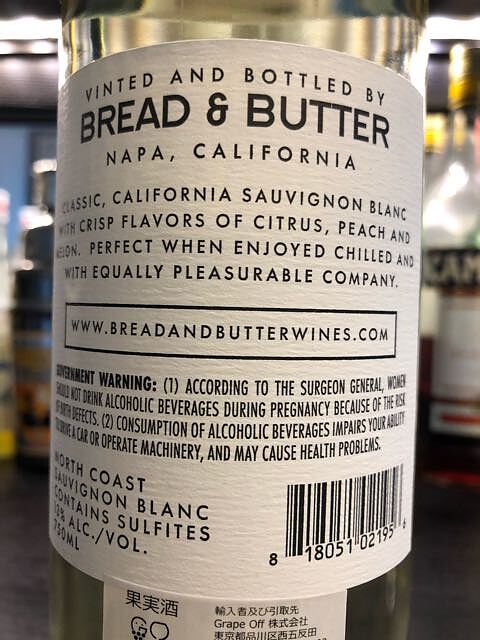 VINTED AND BOTTLED BY
BREAD & BUTTER
NAPA, CALIFORNIA
CLASSIC, CALIFORNIA SAUVIGNON BLANC
WITH CRISP FLAVORS OF CITRUS, PEACH AND
MELON. PERFECT WHEN ENJOYED CHILLED AND
WITH EQUALLY PLEASURABLE COMPANY.
WWW.BREADANDBUTTERWINES.COM
GOVERNMENT WARNING: (1) ACCORDING TO THE SURGEON GENERAL, WOMEN
SHOULD NOT DRINK ALCOHOLIC BEVERAGES DURING PREGNANCY BECAUSE OF THE RISK
OF BIRTH DEFECTS. (2) CONSUMPTION OF ALCOHOLIC BEVERAGES IMPAIRS YOUR ABILITY
TO DRIVE A CAR OR OPERATE MACHINERY, AND MAY CAUSE HEALTH PROBLEMS.
NORTH COAST
SAUVIGNON BLANC
CONTAINS SULFITES
ALC./VOL.
750ML
8 18051 02195 6
果実酒
輸入者及び引取先
Grape Off 株式会社
東京都品川区西五反田